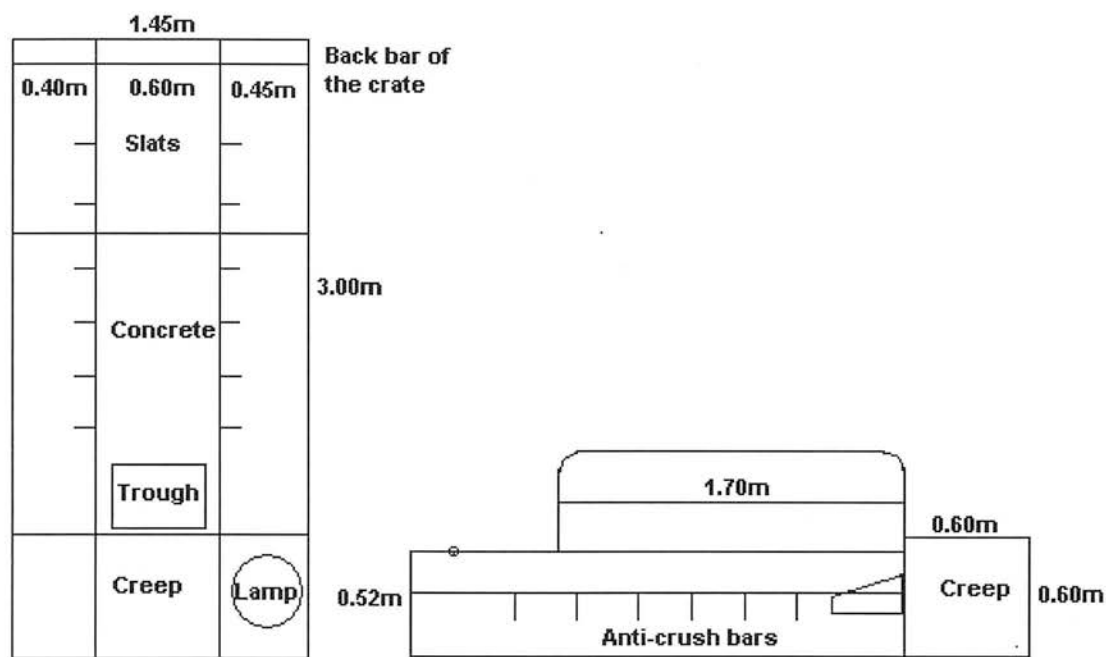 1.45m
Back bar of
the crate
0.40m 0.60m 0.45m
Slats
3.00m
Concrete
Trough
Creep
Lamp
1.70m
0.60m
0.52m
Creep
0.60m
Anti-crush bars